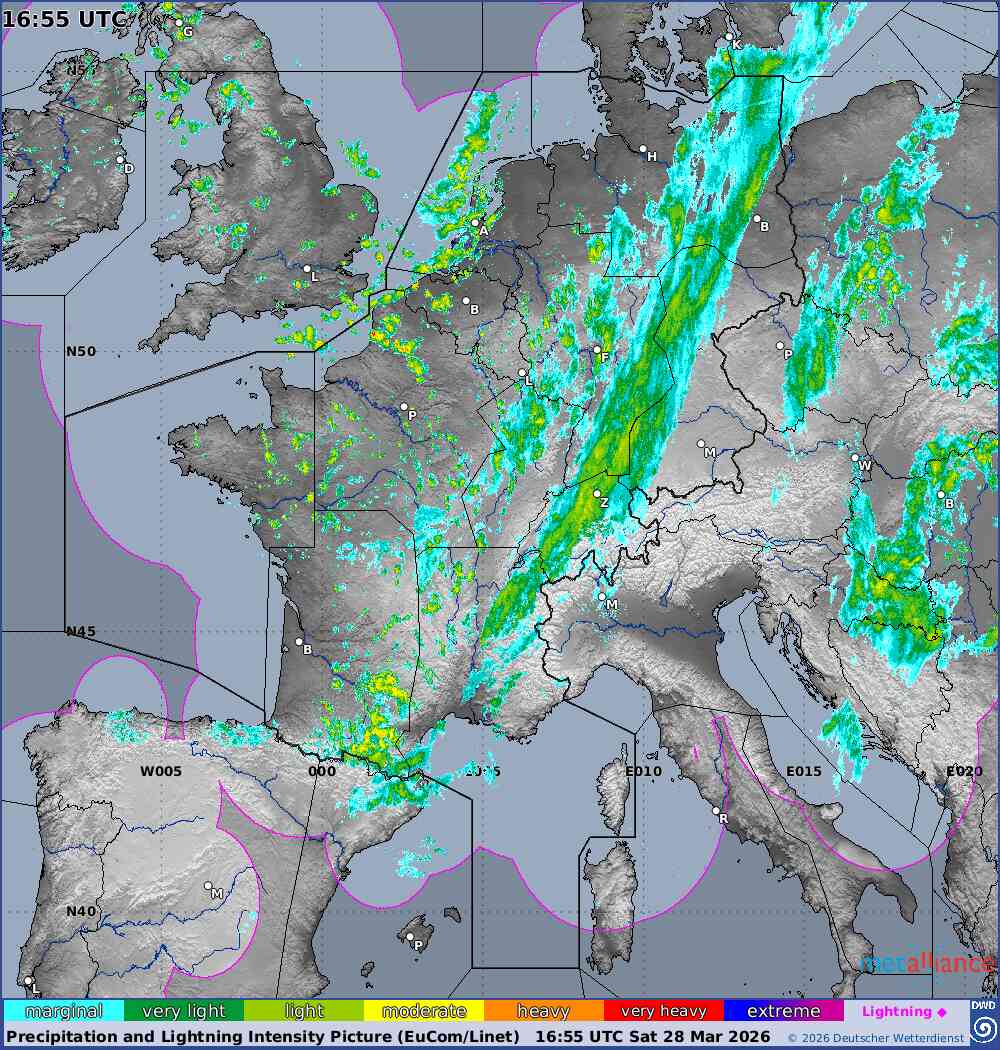 16:55 UTC
G
K
N55
H
D
A
B
L
B
N50
P
F
L
P
M
W
Z
B
M
N45
B
W005
000
E005
E010
E015
E020
R
M
N40
P
L
metalliance
marginal very light light moderate heavy very heavy extreme Lightning ◆
DWD
Precipitation and Lightning Intensity Picture (EuCom/Linet) 16:55 UTC Sat 28 Mar 2026 © 2026 Deutscher Wetterdienst